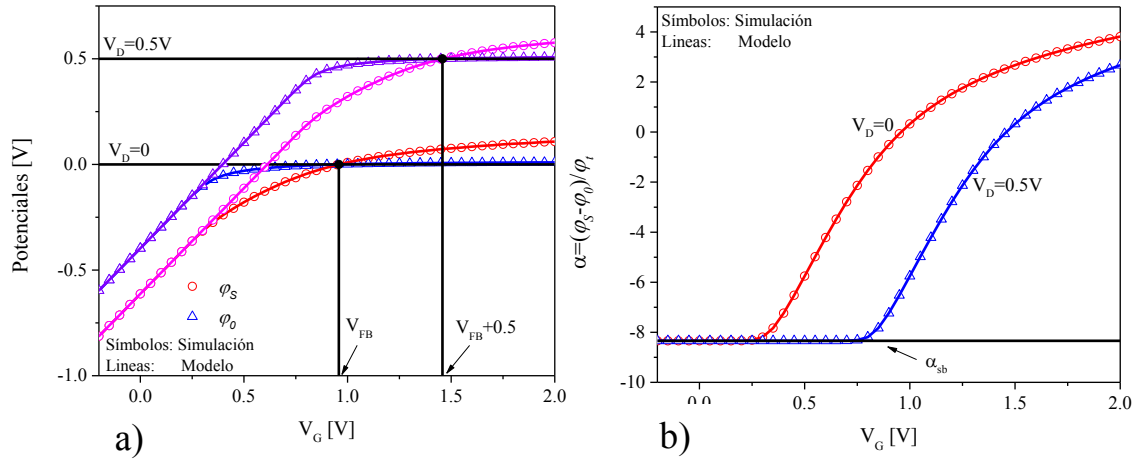 V_D=0.5V
V_D=0
Potenciales [V]
0.5
0.0
-0.5
-1.0
φ_S
φ_0
Símbolos: Simulación
Lineas: Modelo
V_FB
V_FB+0.5
0.0 0.5 1.0 1.5 2.0
V_G [V]
a)
Símbolos: Simulación
Lineas: Modelo
V_D=0
V_D=0.5V
α=(φ_S-φ_0)/φ_t
4
2
0
-2
-4
-6
-8
-10
α_sb
0.0 0.5 1.0 1.5 2.0
V_G [V]
b)